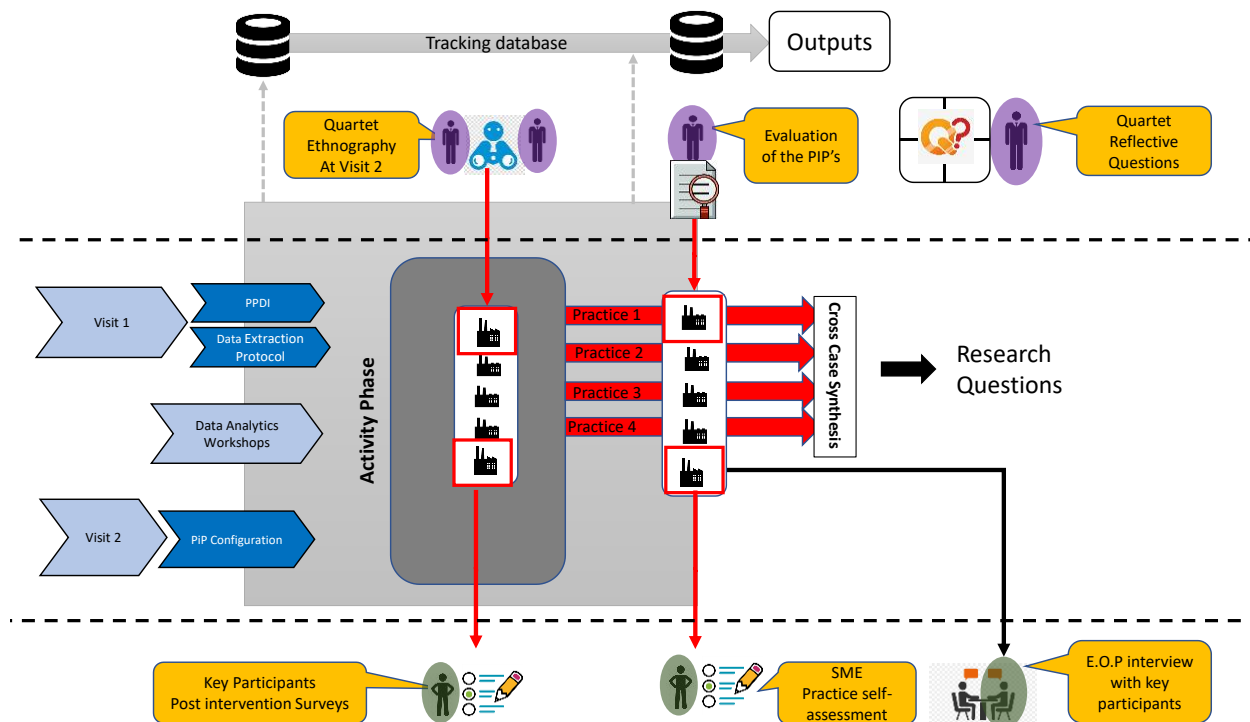 Tracking database
Outputs
Quartet
Ethnography
At Visit 2
Evaluation
of the PIP’s
Quartet
Reflective
Questions
Visit 1
PPDI
Data Extraction
Protocol
Data Analytics
Workshops
Visit 2
PiP Configuration
Activity Phase
Practice 1
Practice 2
Practice 3
Practice 4
Cross Case Synthesis
Research
Questions
Key Participants
Post intervention Surveys
SME
Practice self-
assessment
E.O.P interview
with key
participants